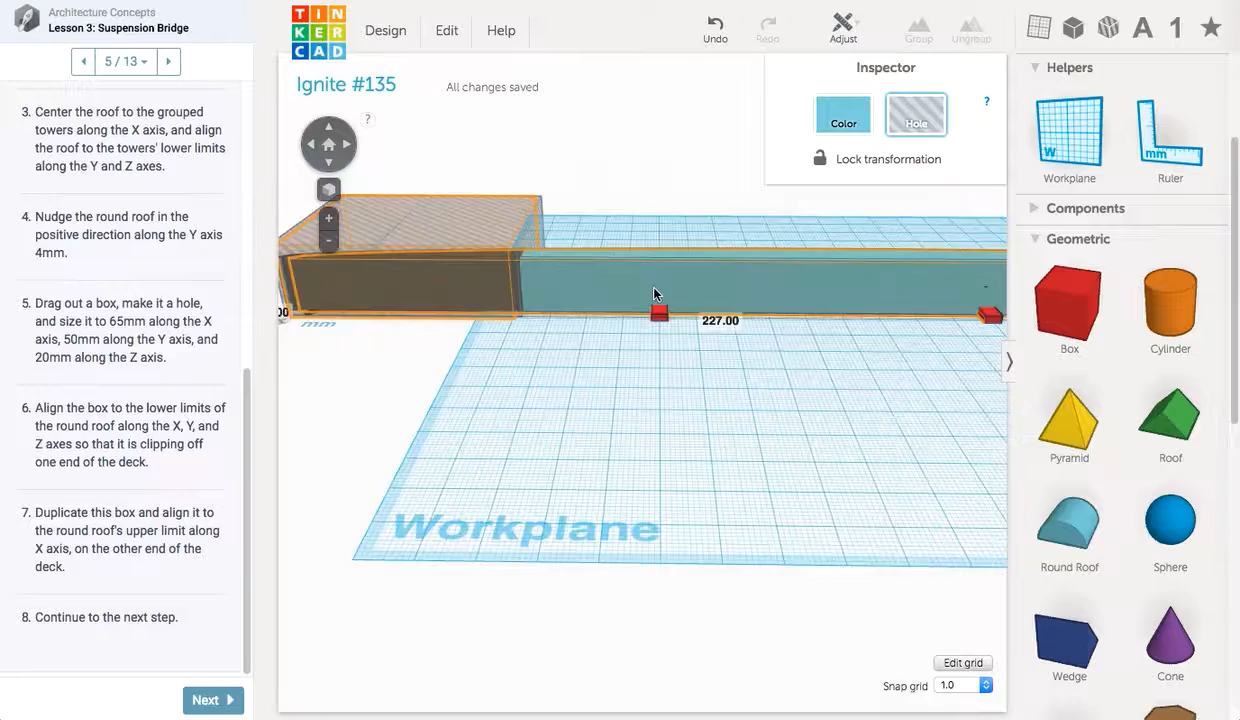 Architecture Concepts
Lesson 3: Suspension Bridge
5 / 13
3. Center the roof to the grouped
towers along the X axis, and align
the roof to the towers' lower limits
along the Y and Z axes.
4. Nudge the round roof in the
positive direction along the Y axis
4mm.
5. Drag out a box, make it a hole,
and size it to 65mm along the X
axis, 50mm along the Y axis, and
20mm along the Z axis.
6. Align the box to the lower limits of
the round roof along the X, Y, and
Z axes so that it is clipping off
one end of the deck.
7. Duplicate this box and align it to
the round roof's upper limit along
X axis, on the other end of the
deck.
8. Continue to the next step.
Next
TIN
KER
CAD
Design
Edit
Help
Undo
Redo
Adjust
Group
Ungroup
Ignite #135
All changes saved
?
Inspector
Color
Hole
?
Lock transformation
+
-
00
mm
227.00
Workplane
Edit grid
Snap grid
1.0
A
1
Helpers
W
Workplane
mm
Ruler
Components
Geometric
Box
Cylinder
Pyramid
Roof
Round Roof
Sphere
Wedge
Cone